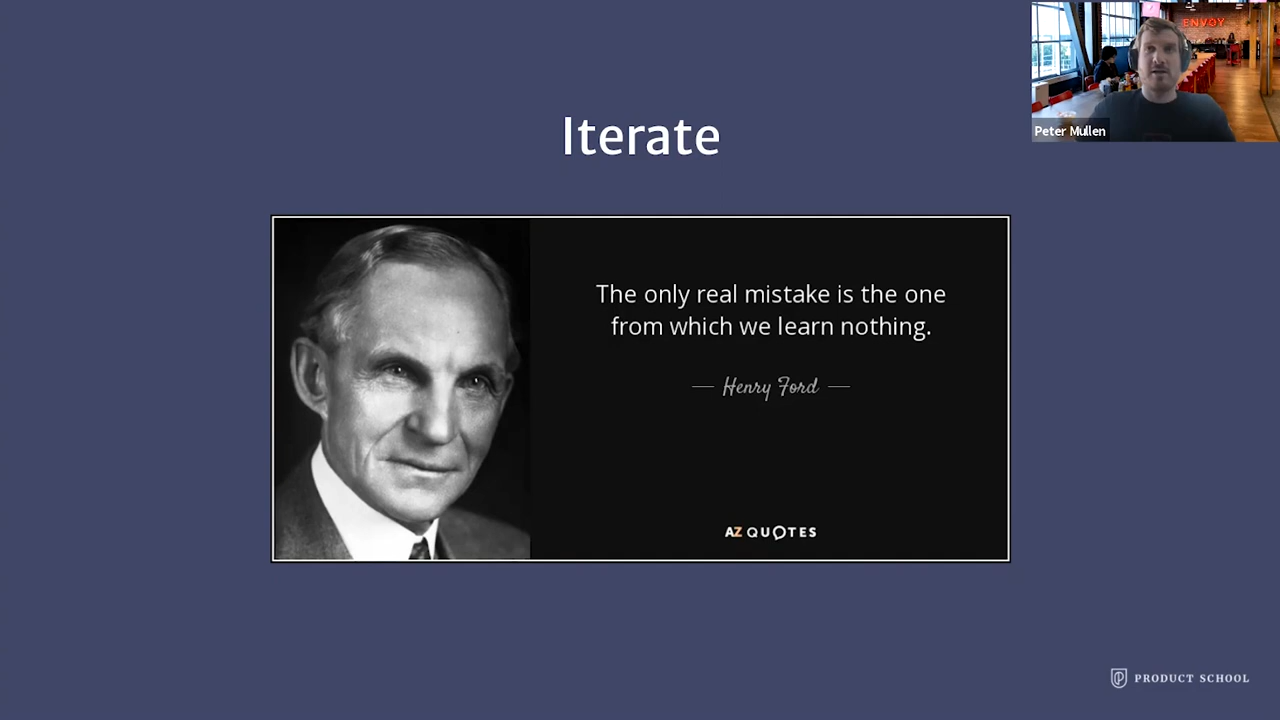 ENVOY
Peter Mullen
Iterate
The only real mistake is the one
from which we learn nothing.
Henry Ford
AZ QUOTES
PRODUCT SCHOOL